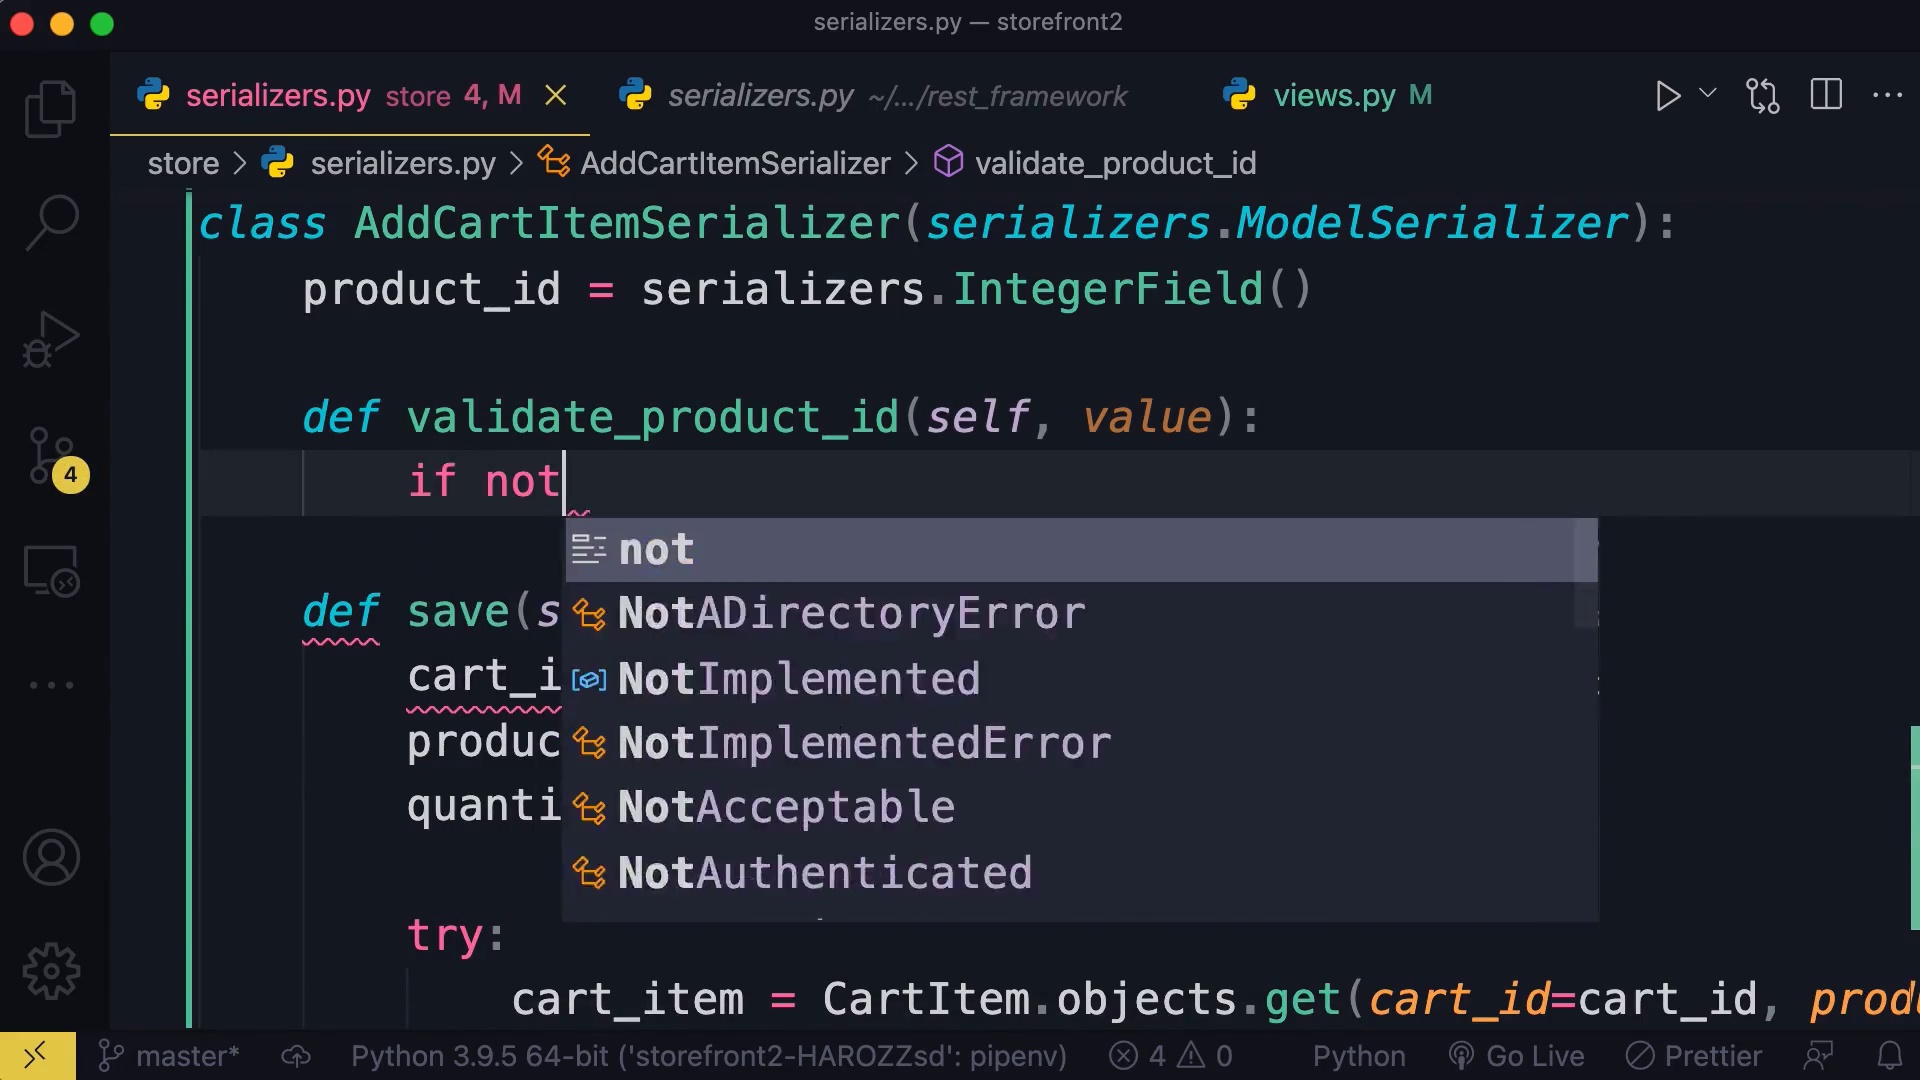 serializers.py — storefront2
serializers.py store 4, M
serializers.py ~/.../rest_framework
views.py M
store > serializers.py > AddCartItemSerializer > validate_product_id
class AddCartItemSerializer(serializers.ModelSerializer):
product_id = serializers.IntegerField()
def validate_product_id(self, value):
if not
not
NotADirectoryError
def save(s
NotImplemented
cart_i
NotImplementedError
produc
NotAcceptable
quanti
NotAuthenticated
try:
cart_item = CartItem.objects.get(cart_id=cart_id, prod
4
master* Python 3.9.5 64-bit ('storefront2-HAROZZsd': pipenv) 4 0 Python Go Live Prettier